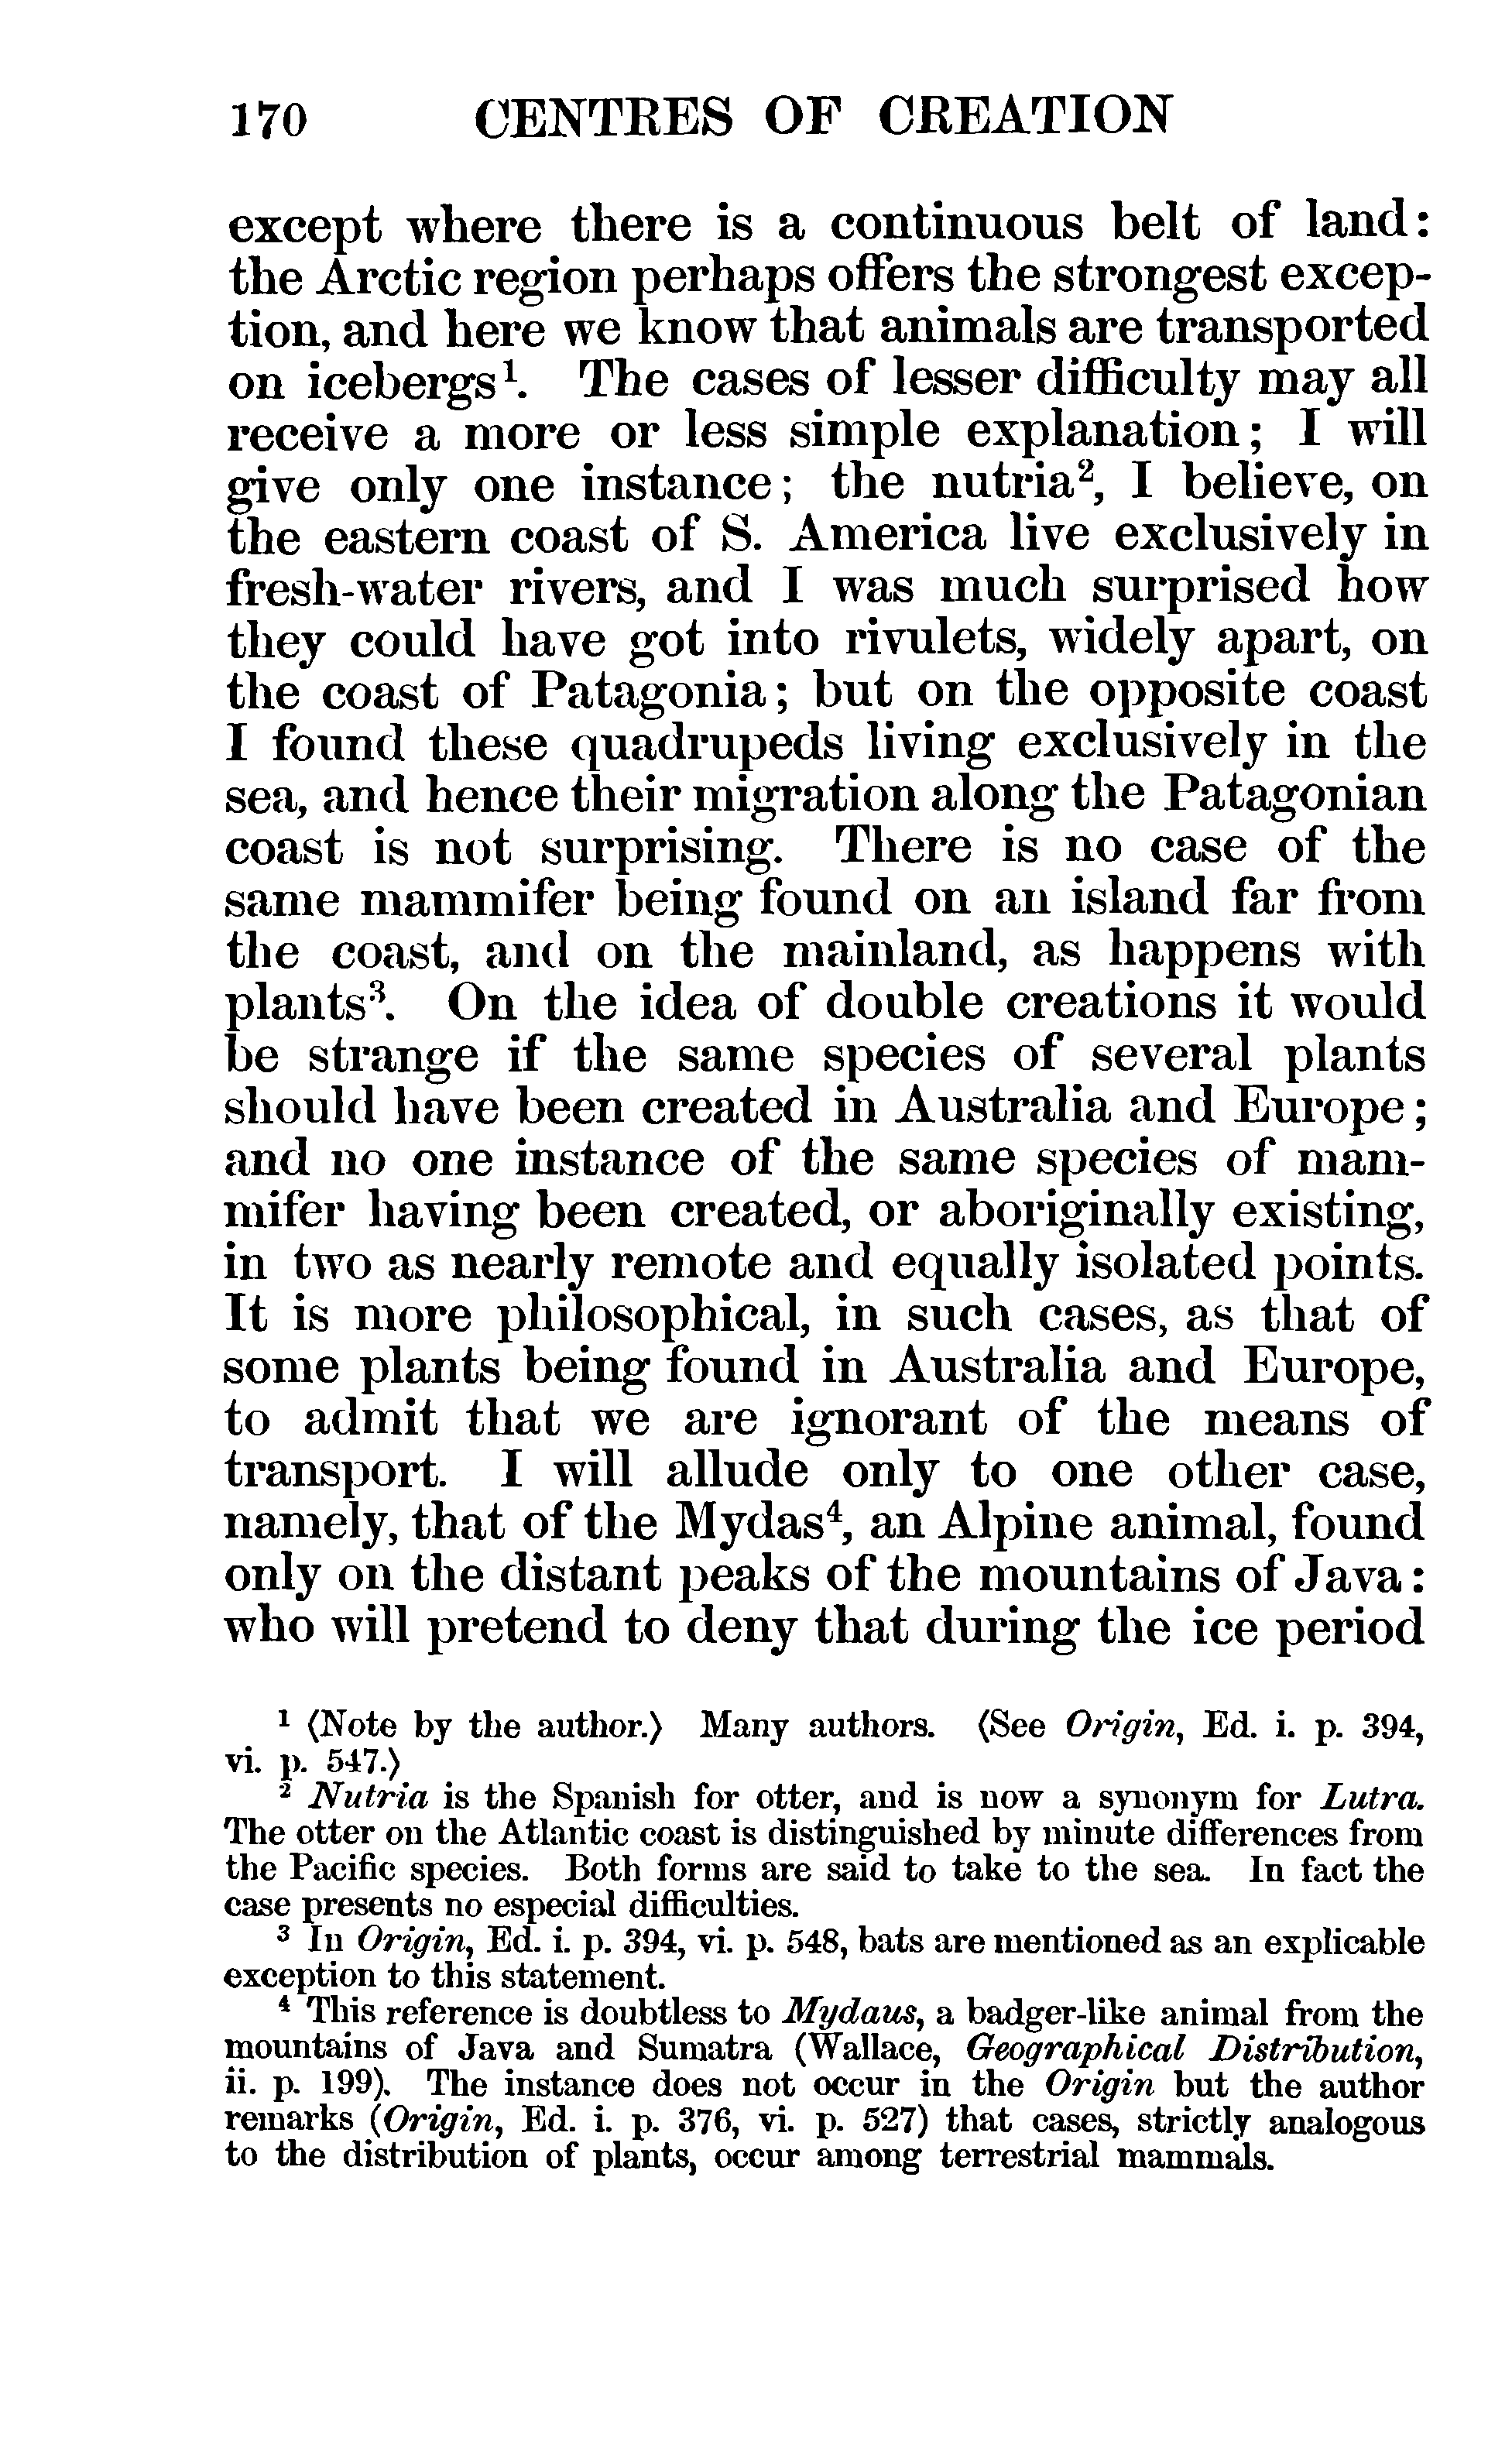 170 CENTRES OF CREATION
except where there is a continuous belt of land:
the Arctic region perhaps offers the strongest excep-
tion, and here we know that animals are transported
on icebergs¹. The cases of lesser difficulty may all
receive a more or less simple explanation; I will
give only one instance; the nutria², I believe, on
the eastern coast of S. America live exclusively in
fresh-water rivers, and I was much surprised how
they could have got into rivulets, widely apart, on
the coast of Patagonia; but on the opposite coast
I found these quadrupeds living exclusively in the
sea, and hence their migration along the Patagonian
coast is not surprising. There is no case of the
same mammifer being found on an island far from
the coast, and on the mainland, as happens with
plants³. On the idea of double creations it would
be strange if the same species of several plants
should have been created in Australia and Europe;
and no one instance of the same species of mam-
mifer having been created, or aboriginally existing,
in two as nearly remote and equally isolated points.
It is more philosophical, in such cases, as that of
some plants being found in Australia and Europe,
to admit that we are ignorant of the means of
transport. I will allude only to one other case,
namely, that of the Mydas⁴, an Alpine animal, found
only on the distant peaks of the mountains of Java:
who will pretend to deny that during the ice period
¹ ⟨Note by the author.⟩ Many authors. ⟨See Origin, Ed. i. p. 394,
vi. p. 547.⟩
² Nutria is the Spanish for otter, and is now a synonym for Lutra.
The otter on the Atlantic coast is distinguished by minute differences from
the Pacific species. Both forms are said to take to the sea. In fact the
case presents no especial difficulties.
³ In Origin, Ed. i. p. 394, vi. p. 548, bats are mentioned as an explicable
exception to this statement.
⁴ This reference is doubtless to Mydaus, a badger-like animal from the
mountains of Java and Sumatra (Wallace, Geographical Distribution,
ii. p. 199). The instance does not occur in the Origin but the author
remarks (Origin, Ed. i. p. 376, vi. p. 527) that cases, strictly analogous
to the distribution of plants, occur among terrestrial mammals.